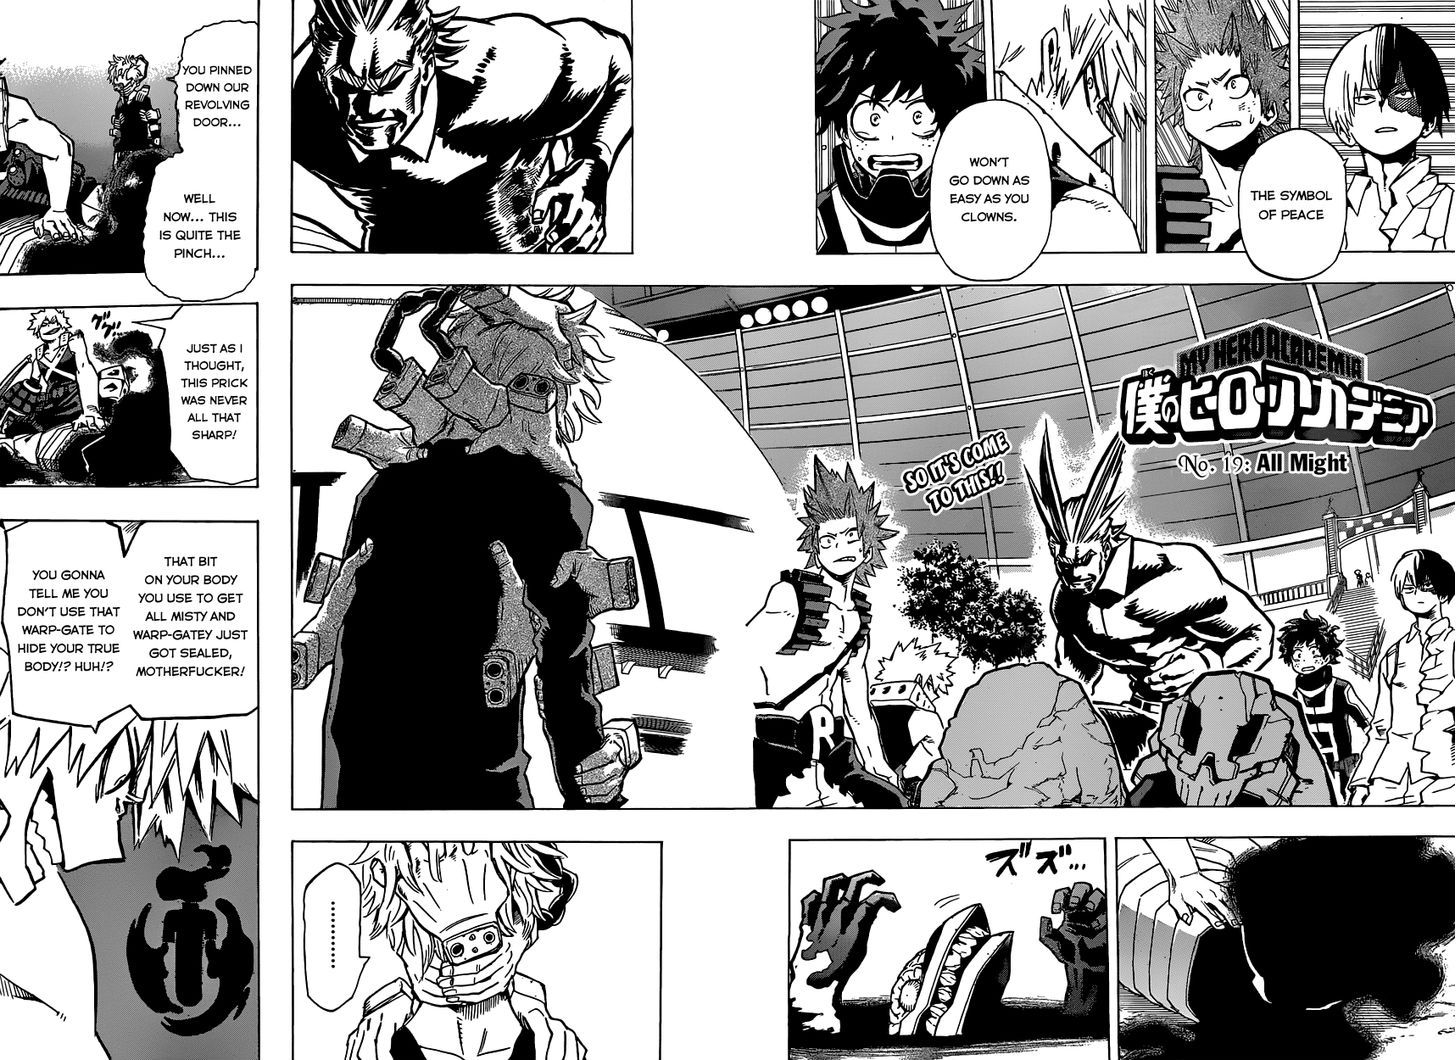 THE SYMBOL
OF PEACE
WON'T
GO DOWN AS
EASY AS YOU
CLOWNS.
MY HERO ACADEMIA
僕のヒーローアカデミア
No. 19: All Might
SO IT'S COME
TO THIS!!
R
ズズ...
............
YOU PINNED
DOWN OUR
REVOLVING
DOOR...
WELL
NOW... THIS
IS QUITE THE
PINCH...
グググ
JUST AS I
THOUGHT,
THIS PRICK
WAS NEVER
ALL THAT
SHARP!
THAT BIT
ON YOUR BODY
YOU USE TO GET
ALL MISTY AND
WARP-GATEY JUST
GOT SEALED,
MOTHERFUCKER!
YOU GONNA
TELL ME YOU
DON'T USE THAT
WARP-GATE TO
HIDE YOUR TRUE
BODY!? HUH!?